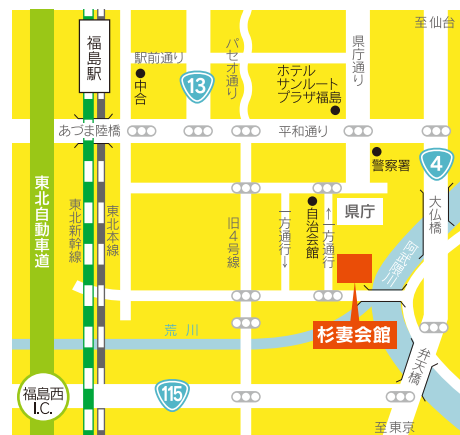 至仙台
福島駅
駅前通り
中合
13
パセオ通り
県庁通り
ホテル
サンルート
プラザ福島
あづま陸橋
平和通り
警察署
4
東北自動車道
東北新幹線
東北本線
旧4号線
一方通行→
自治会館
←一方通行
県庁
大仏橋
阿武隈川
荒川
杉妻会館
弁天橋
福島西
I.C.
115
至東京